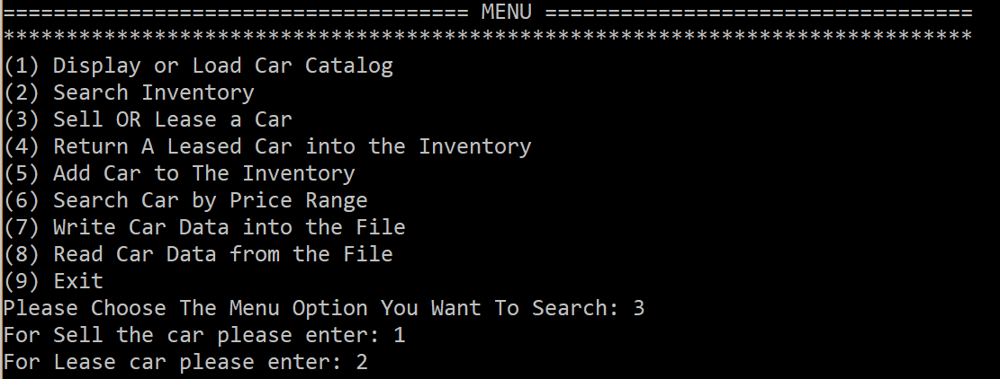 ===================================== MENU ==================================
*****************************************************************************
(1) Display or Load Car Catalog
(2) Search Inventory
(3) Sell OR Lease a Car
(4) Return A Leased Car into the Inventory
(5) Add Car to The Inventory
(6) Search Car by Price Range
(7) Write Car Data into the File
(8) Read Car Data from the File
(9) Exit
Please Choose The Menu Option You Want To Search: 3
For Sell the car please enter: 1
For Lease car please enter: 2